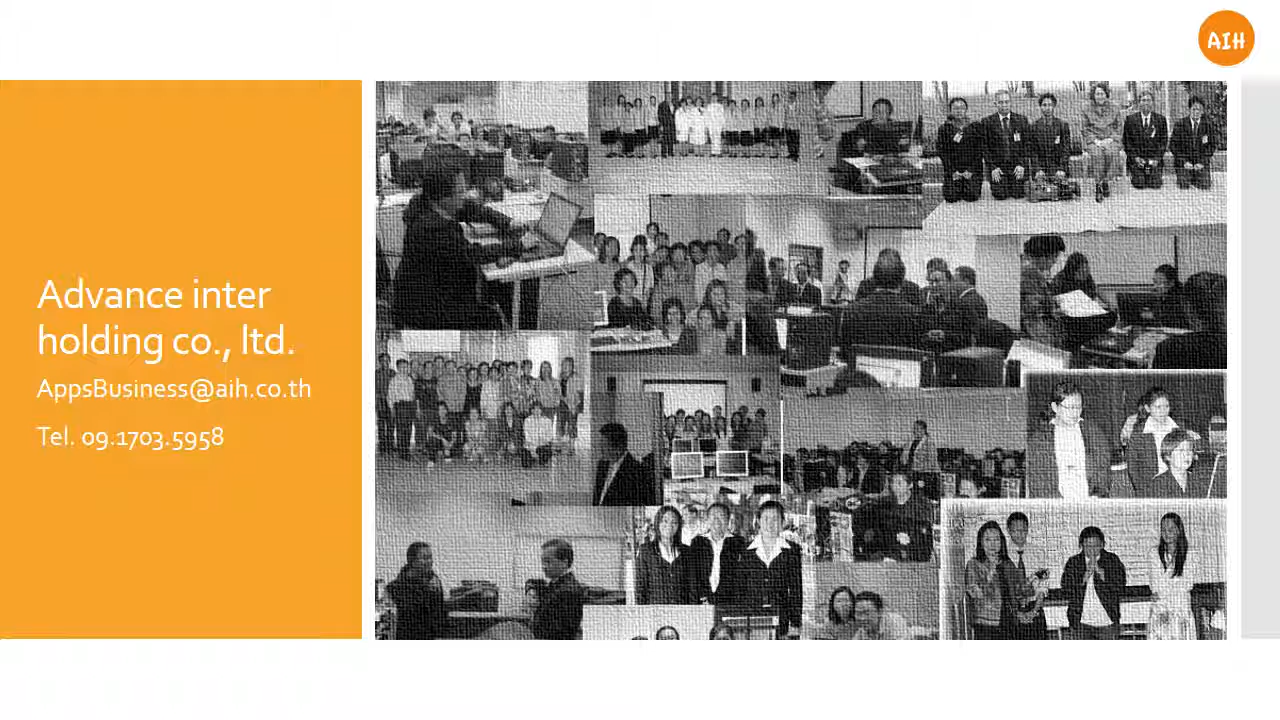 AIH
Advance inter
holding co., ltd.
AppsBusiness@aih.co.th
Tel. 09.1703.5958